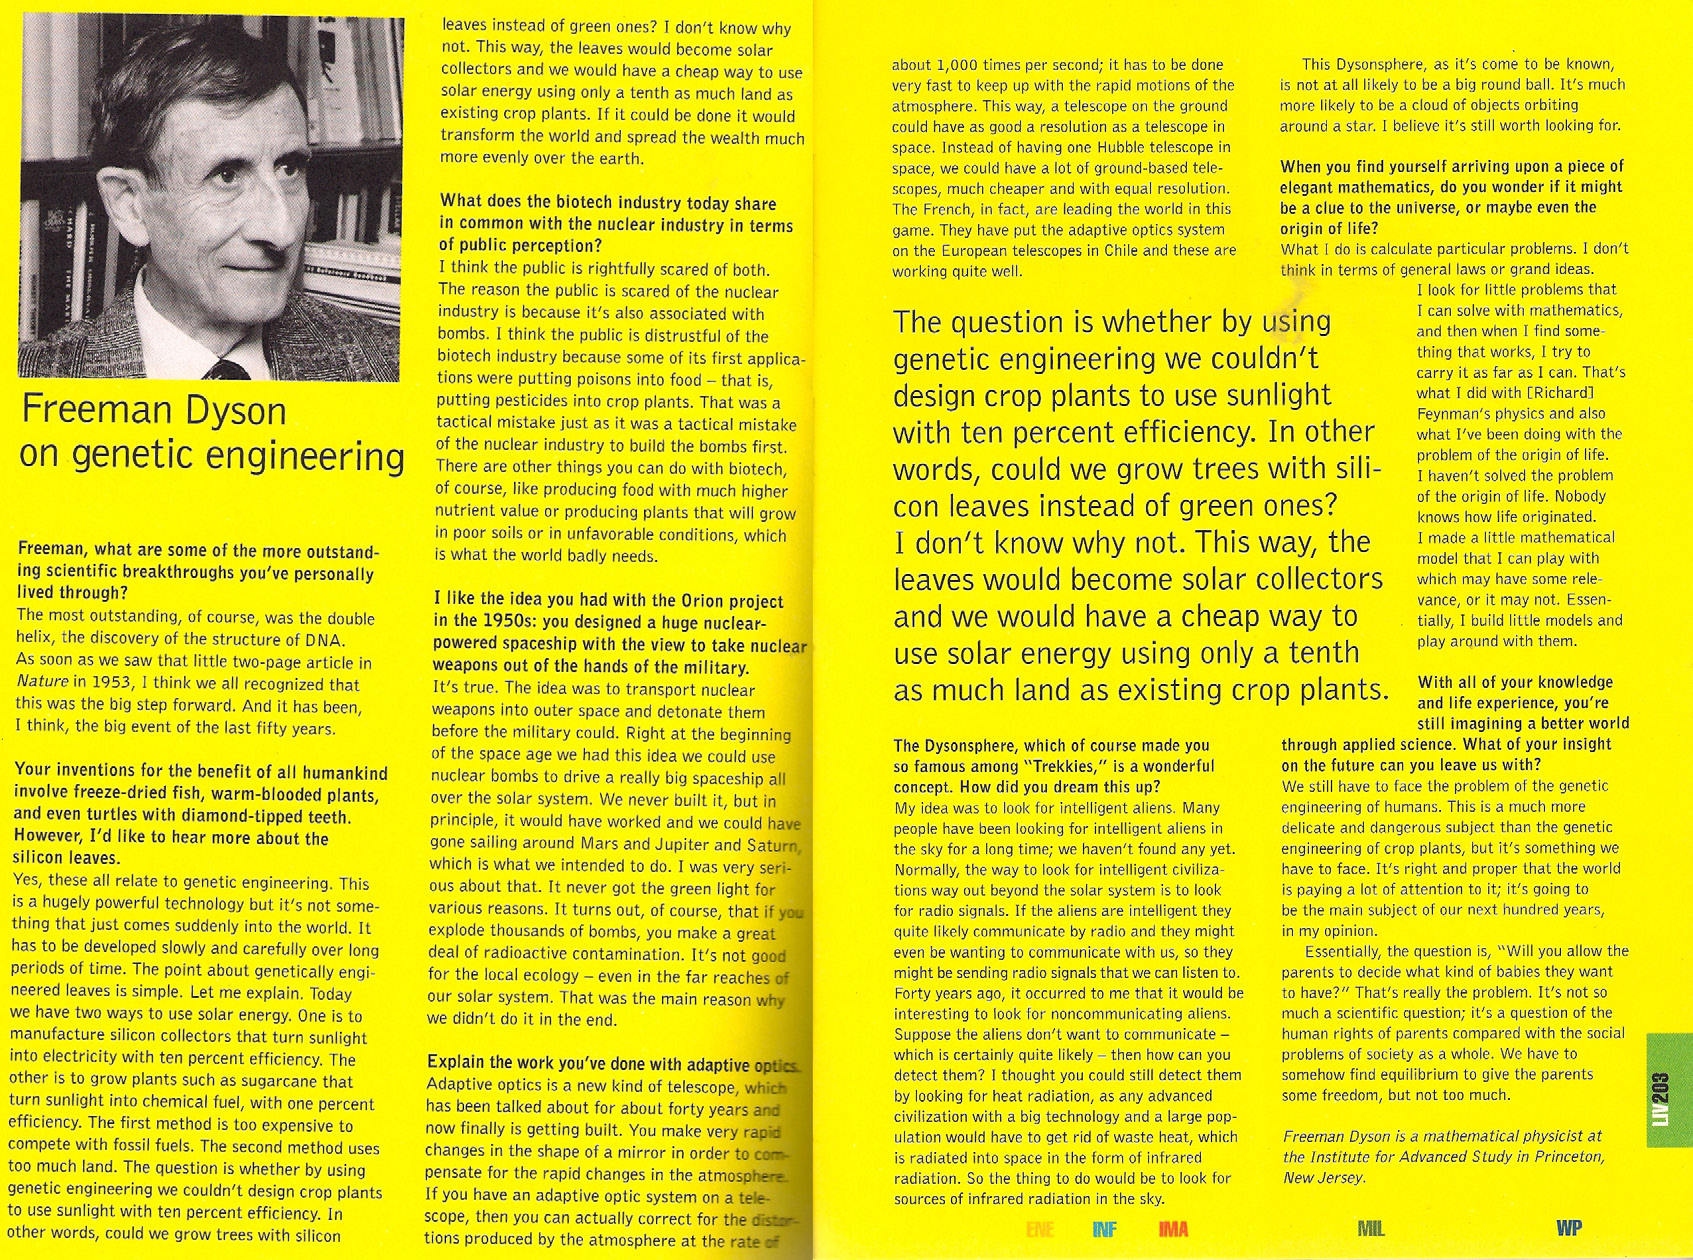 Freeman Dyson
on genetic engineering
Freeman, what are some of the more outstand-
ing scientific breakthroughs you've personally
lived through?
The most outstanding, of course, was the double
helix, the discovery of the structure of DNA.
As soon as we saw that little two-page article in
Nature in 1953, I think we all recognized that
this was the big step forward. And it has been,
I think, the big event of the last fifty years.
Your inventions for the benefit of all humankind
involve freeze-dried fish, warm-blooded plants,
and even turtles with diamond-tipped teeth.
However, I'd like to hear more about the
silicon leaves.
Yes, these all relate to genetic engineering. This
is a hugely powerful technology but it's not some-
thing that just comes suddenly into the world. It
has to be developed slowly and carefully over long
periods of time. The point about genetically engi-
neered leaves is simple. Let me explain. Today
we have two ways to use solar energy. One is to
manufacture silicon collectors that turn sunlight
into electricity with ten percent efficiency. The
other is to grow plants such as sugarcane that
turn sunlight into chemical fuel, with one percent
efficiency. The first method is too expensive to
compete with fossil fuels. The second method uses
too much land. The question is whether by using
genetic engineering we couldn't design crop plants
to use sunlight with ten percent efficiency. In
other words, could we grow trees with silicon
leaves instead of green ones? I don't know why
not. This way, the leaves would become solar
collectors and we would have a cheap way to use
solar energy using only a tenth as much land as
existing crop plants. If it could be done it would
transform the world and spread the wealth much
more evenly over the earth.
What does the biotech industry today share
in common with the nuclear industry in terms
of public perception?
I think the public is rightfully scared of both.
The reason the public is scared of the nuclear
industry is because it's also associated with
bombs. I think the public is distrustful of the
biotech industry because some of its first applica-
tions were putting poisons into food – that is,
putting pesticides into crop plants. That was a
tactical mistake just as it was a tactical mistake
of the nuclear industry to build the bombs first.
There are other things you can do with biotech,
of course, like producing food with much higher
nutrient value or producing plants that will grow
in poor soils or in unfavorable conditions, which
is what the world badly needs.
I like the idea you had with the Orion project
in the 1950s: you designed a huge nuclear-
powered spaceship with the view to take nuclear
weapons out of the hands of the military.
It's true. The idea was to transport nuclear
weapons into outer space and detonate them
before the military could. Right at the beginning
of the space age we had this idea we could use
nuclear bombs to drive a really big spaceship all
over the solar system. We never built it, but in
principle, it would have worked and we could have
gone sailing around Mars and Jupiter and Saturn,
which is what we intended to do. I was very seri-
ous about that. It never got the green light for
various reasons. It turns out, of course, that if you
explode thousands of bombs, you make a great
deal of radioactive contamination. It's not good
for the local ecology – even in the far reaches of
our solar system. That was the main reason why
we didn't do it in the end.
Explain the work you've done with adaptive optics.
Adaptive optics is a new kind of telescope, which
has been talked about for about forty years and
now finally is getting built. You make very rapid
changes in the shape of a mirror in order to com-
pensate for the rapid changes in the atmosphere.
If you have an adaptive optic system on a tele-
scope, then you can actually correct for the distor-
tions produced by the atmosphere at the rate of
about 1,000 times per second; it has to be done
very fast to keep up with the rapid motions of the
atmosphere. This way, a telescope on the ground
could have as good a resolution as a telescope in
space. Instead of having one Hubble telescope in
space, we could have a lot of ground-based tele-
scopes, much cheaper and with equal resolution.
The French, in fact, are leading the world in this
game. They have put the adaptive optics system
on the European telescopes in Chile and these are
working quite well.
The question is whether by using
genetic engineering we couldn't
design crop plants to use sunlight
with ten percent efficiency. In other
words, could we grow trees with sili-
con leaves instead of green ones?
I don't know why not. This way, the
leaves would become solar collectors
and we would have a cheap way to
use solar energy using only a tenth
as much land as existing crop plants.
The Dysonsphere, which of course made you
so famous among "Trekkies," is a wonderful
concept. How did you dream this up?
My idea was to look for intelligent aliens. Many
people have been looking for intelligent aliens in
the sky for a long time; we haven't found any yet.
Normally, the way to look for intelligent civiliza-
tions way out beyond the solar system is to look
for radio signals. If the aliens are intelligent they
quite likely communicate by radio and they might
even be wanting to communicate with us, so they
might be sending radio signals that we can listen to.
Forty years ago, it occurred to me that it would be
interesting to look for noncommunicating aliens.
Suppose the aliens don't want to communicate –
which is certainly quite likely – then how can you
detect them? I thought you could still detect them
by looking for heat radiation, as any advanced
civilization with a big technology and a large pop-
ulation would have to get rid of waste heat, which
is radiated into space in the form of infrared
radiation. So the thing to do would be to look for
sources of infrared radiation in the sky.
This Dysonsphere, as it's come to be known,
is not at all likely to be a big round ball. It's much
more likely to be a cloud of objects orbiting
around a star. I believe it's still worth looking for.
When you find yourself arriving upon a piece of
elegant mathematics, do you wonder if it might
be a clue to the universe, or maybe even the
origin of life?
What I do is calculate particular problems. I don't
think in terms of general laws or grand ideas.
I look for little problems that
I can solve with mathematics,
and then when I find some-
thing that works, I try to
carry it as far as I can. That's
what I did with [Richard]
Feynman's physics and also
what I've been doing with the
problem of the origin of life.
I haven't solved the problem
of the origin of life. Nobody
knows how life originated.
I made a little mathematical
model that I can play with
which may have some rele-
vance, or it may not. Essen-
tially, I build little models and
play around with them.
With all of your knowledge
and life experience, you're
still imagining a better world
through applied science. What of your insight
on the future can you leave us with?
We still have to face the problem of the genetic
engineering of humans. This is a much more
delicate and dangerous subject than the genetic
engineering of crop plants, but it's something we
have to face. It's right and proper that the world
is paying a lot of attention to it; it's going to
be the main subject of our next hundred years,
in my opinion.
Essentially, the question is, "Will you allow the
parents to decide what kind of babies they want
to have?" That's really the problem. It's not so
much a scientific question; it's a question of the
human rights of parents compared with the social
problems of society as a whole. We have to
somehow find equilibrium to give the parents
some freedom, but not too much.
Freeman Dyson is a mathematical physicist at
the Institute for Advanced Study in Princeton,
New Jersey.
LIV203
ENE INF IMA MIL WP